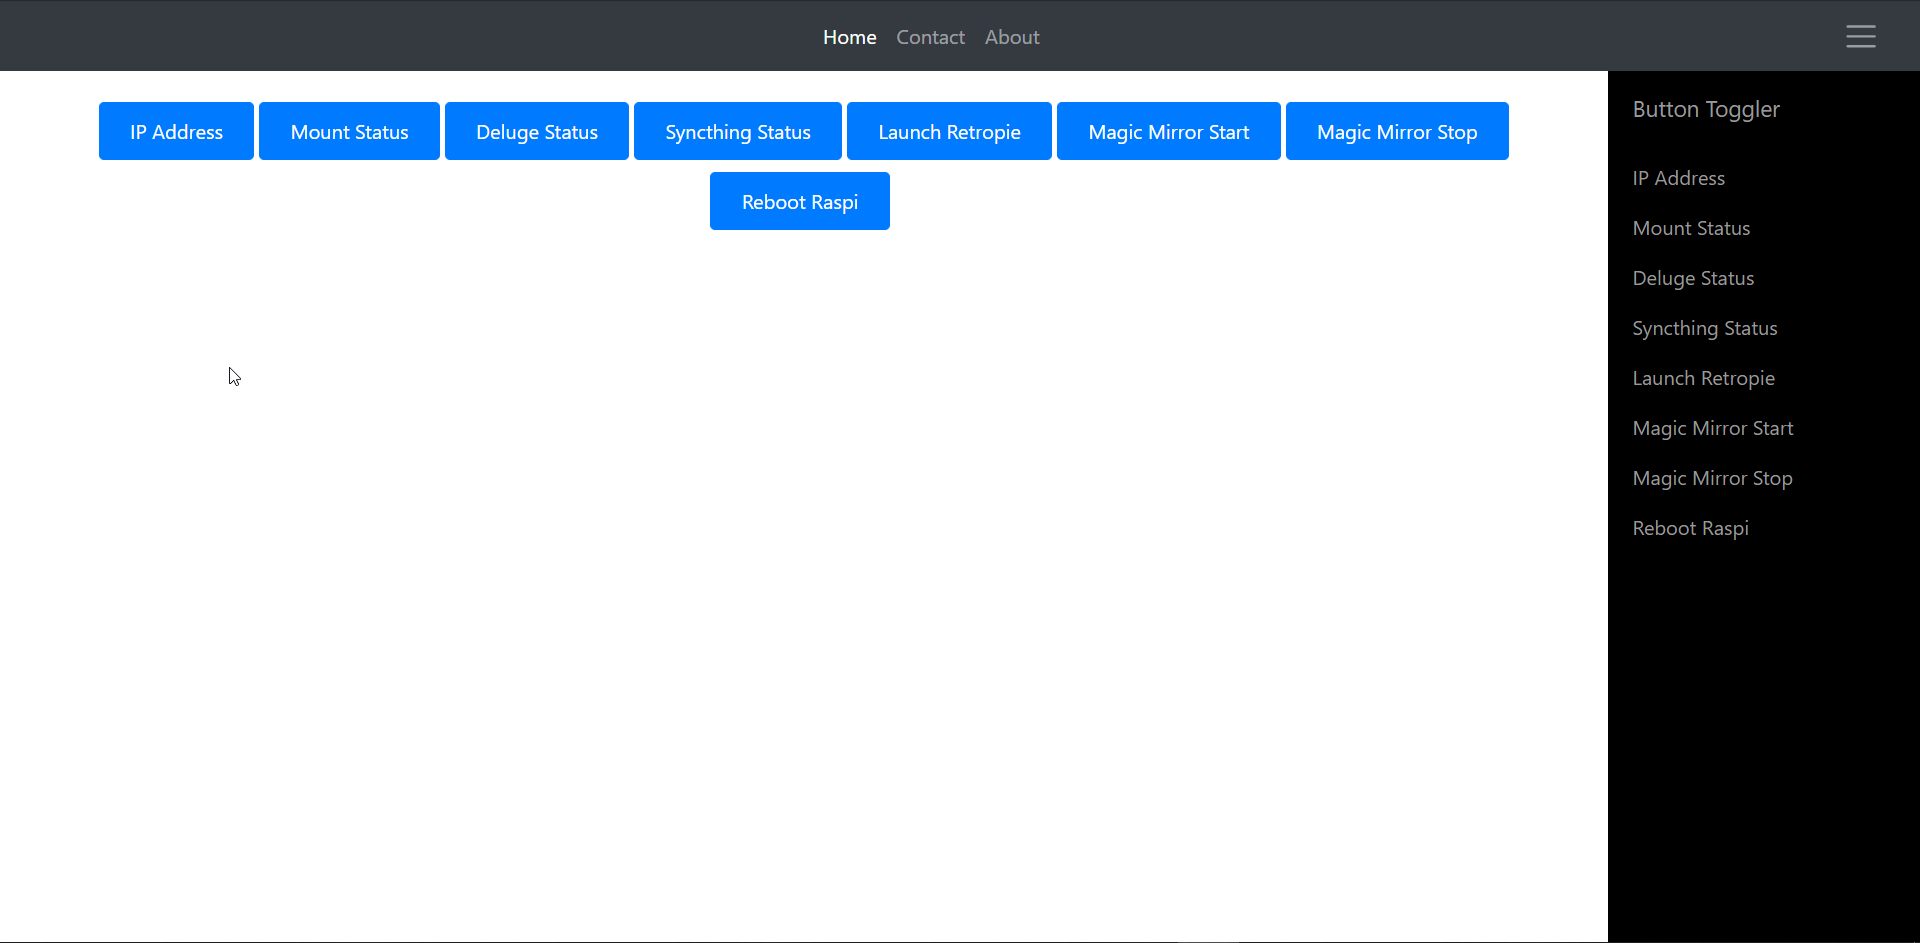 Home Contact About
IP Address Mount Status Deluge Status Syncthing Status Launch Retropie Magic Mirror Start Magic Mirror Stop
Reboot Raspi
Button Toggler
IP Address
Mount Status
Deluge Status
Syncthing Status
Launch Retropie
Magic Mirror Start
Magic Mirror Stop
Reboot Raspi